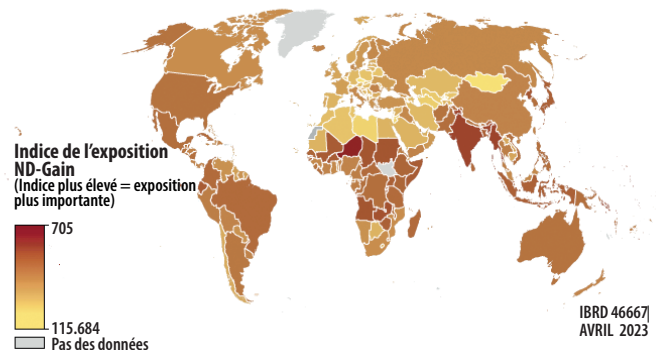 Indice de l'exposition
ND-Gain
(Indice plus élevé = exposition
plus importante)
705
115.684
Pas des données
IBRD 46667
AVRIL 2023